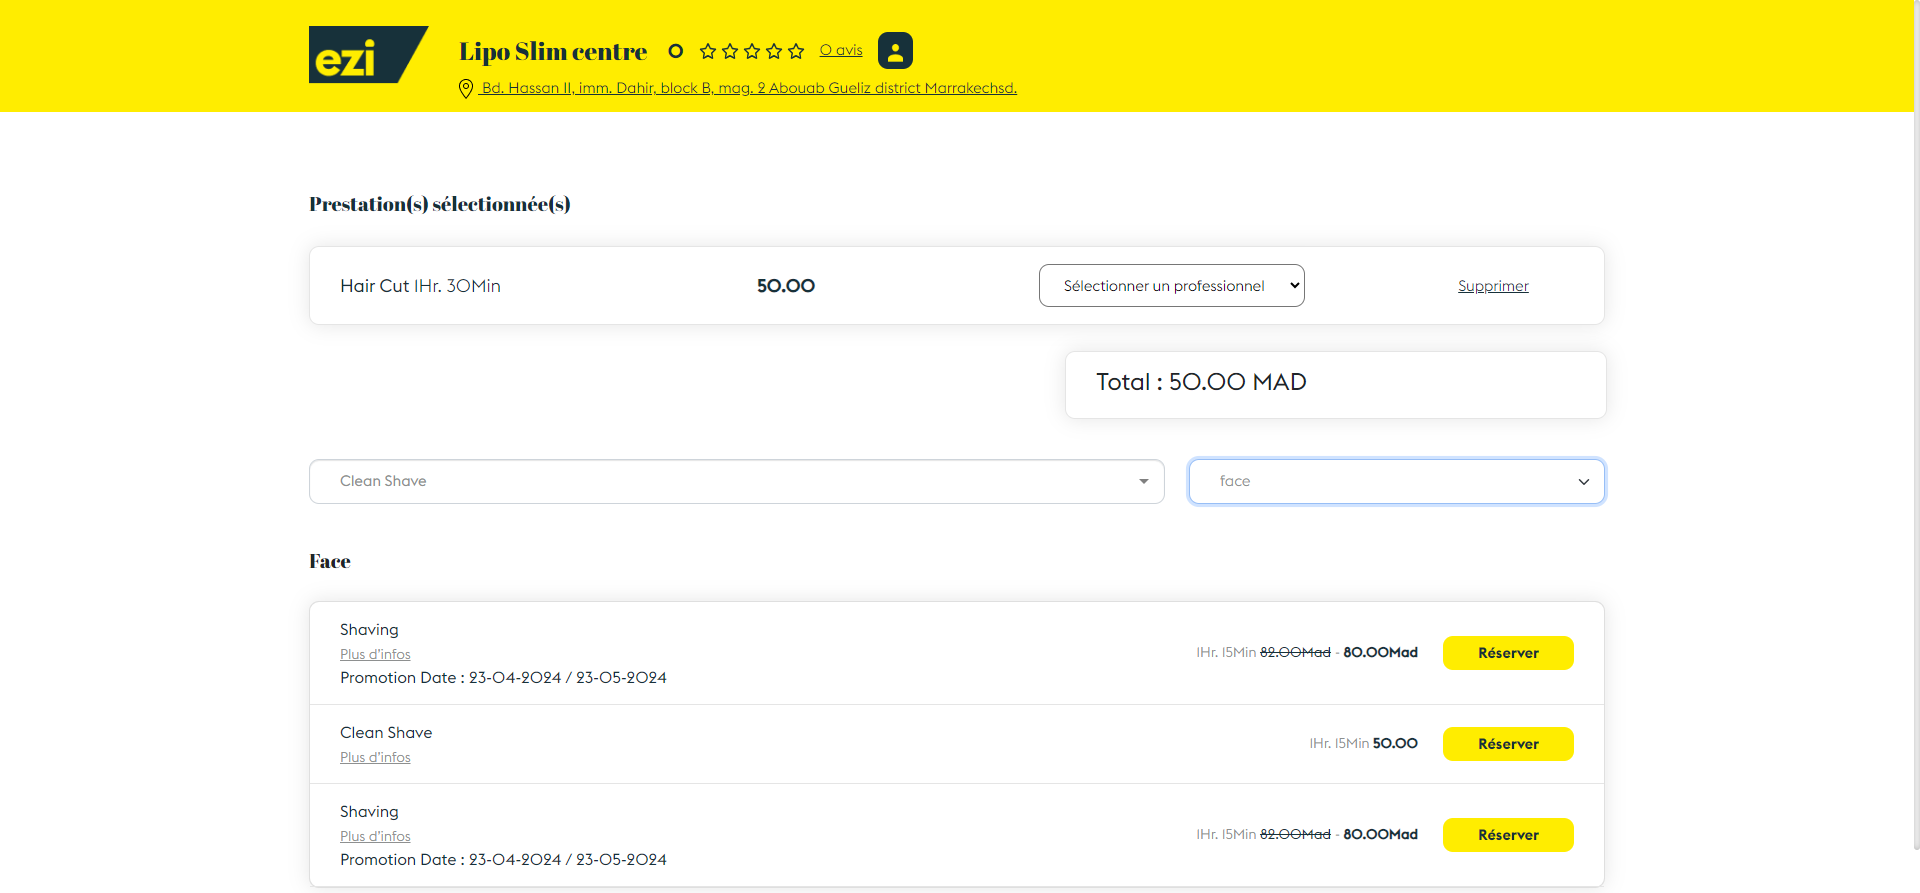 ezi
Lipo Slim centre 0 0 avis
Bd. Hassan II, imm. Dahir, block B, mag. 2 Abouab Gueliz district Marrakechsd.
Prestation(s) sélectionnée(s)
Hair Cut 1Hr. 30Min 50.00 Sélectionner un professionnel Supprimer
Total : 50.00 MAD
Clean Shave face
Face
Shaving
Plus d'infos
Promotion Date : 23-04-2024 / 23-05-2024
1Hr. 15Min 82.00Mad - 80.00Mad Réserver
Clean Shave
Plus d'infos
1Hr. 15Min 50.00 Réserver
Shaving
Plus d'infos
Promotion Date : 23-04-2024 / 23-05-2024
1Hr. 15Min 82.00Mad - 80.00Mad Réserver